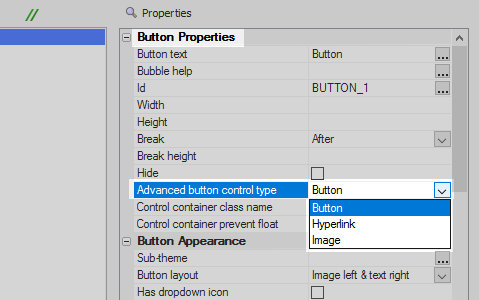 //
Properties
Button Properties
Button text Button ...
Bubble help ...
Id BUTTON_1 ...
Width
Height
Break After
Break height
Hide
Advanced button control type Button
Control container class name Button
Control container prevent float Hyperlink
Image
Button Appearance
Sub-theme ...
Button layout Image left & text right
Has dropdown icon